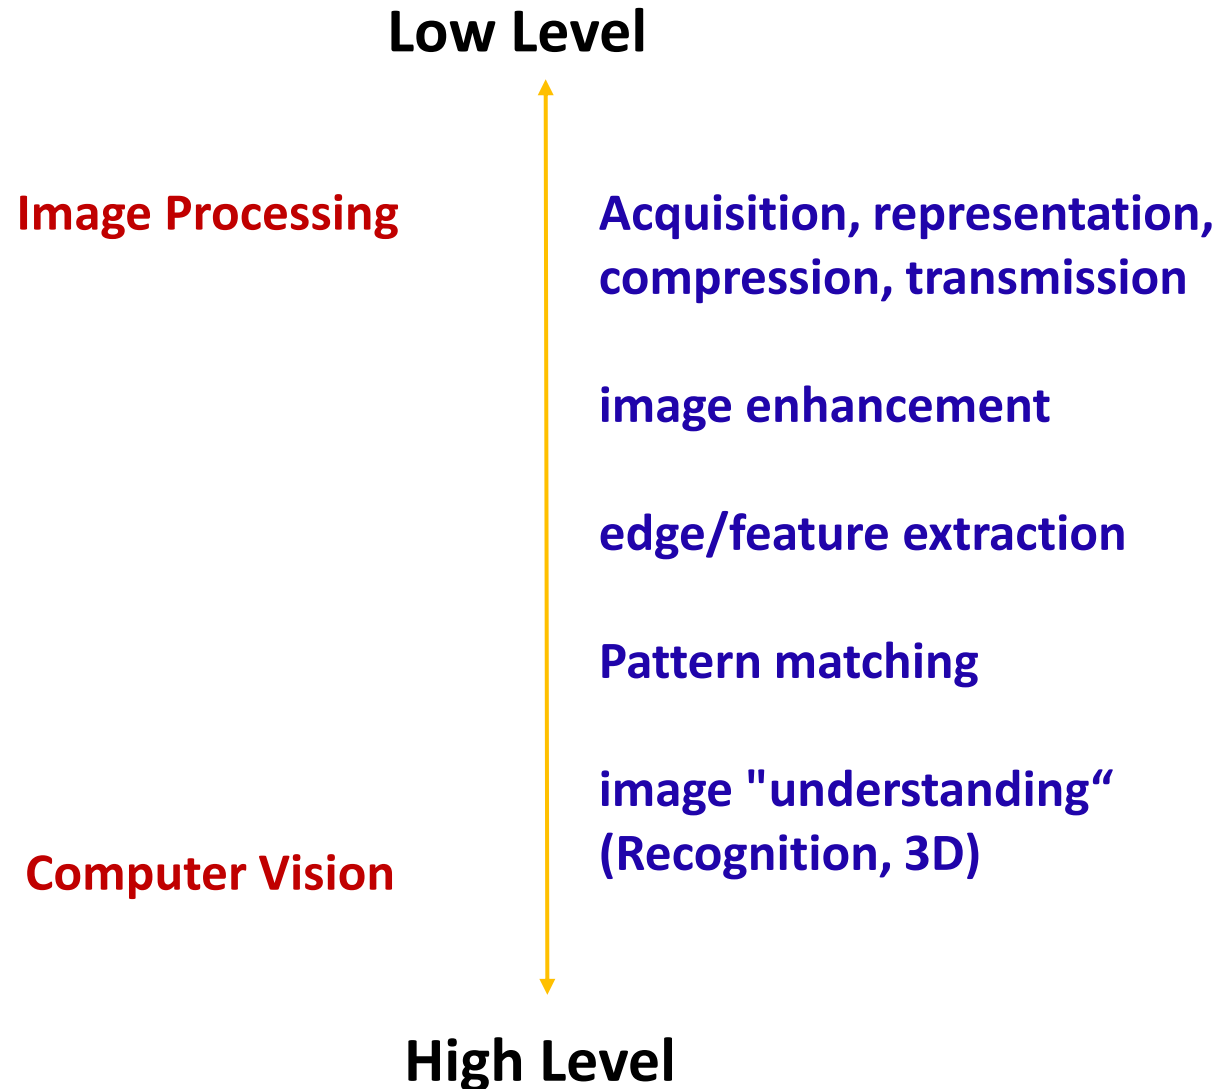 Low Level
Image Processing
Acquisition, representation,
compression, transmission
image enhancement
edge/feature extraction
Pattern matching
image "understanding“
(Recognition, 3D)
Computer Vision
High Level